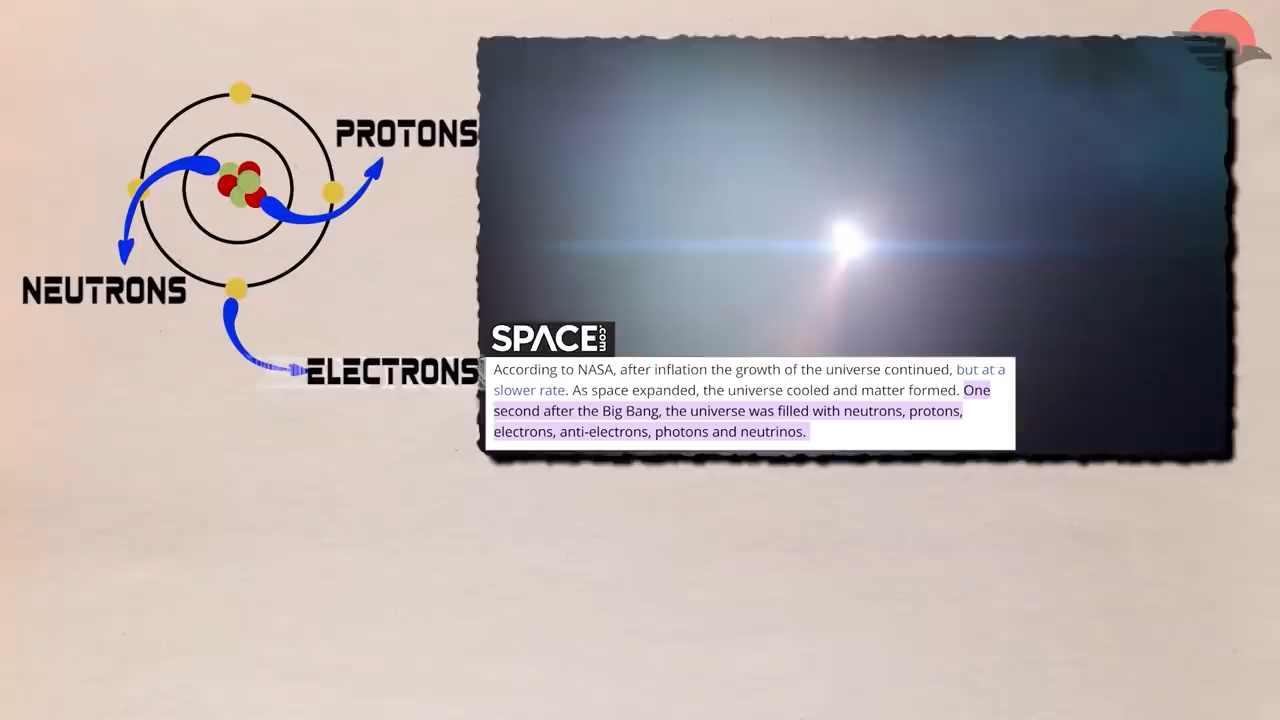 PROTONS
NEUTRONS
ELECTRONS
SPACE.com
According to NASA, after inflation the growth of the universe continued, but at a
slower rate. As space expanded, the universe cooled and matter formed. One
second after the Big Bang, the universe was filled with neutrons, protons,
electrons, anti-electrons, photons and neutrinos.